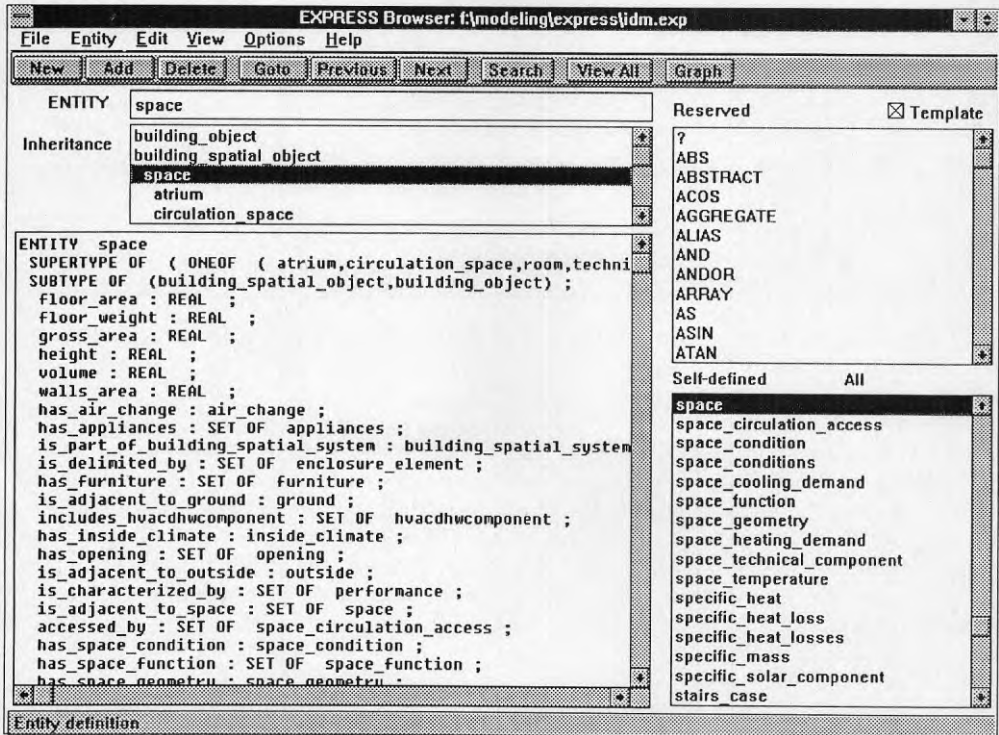 EXPRESS Browser: f:\modeling\express\idm.exp
File Entity Edit View Options Help
New Add Delete Goto Previous Next Search View All Graph
ENTITY space
Inheritance
building_object
building_spatial_object
space
atrium
circulation_space
ENTITY space
SUPERTYPE OF ( ONEOF ( atrium,circulation_space,room,techni
SUBTYPE OF (building_spatial_object,building_object) ;
floor_area : REAL ;
floor_weight : REAL ;
gross_area : REAL ;
height : REAL ;
volume : REAL ;
walls_area : REAL ;
has_air_change : air_change ;
has_appliances : SET OF appliances ;
is_part_of_building_spatial_system : building_spatial_system
is_delimited_by : SET OF enclosure_element ;
has_furniture : SET OF furniture ;
is_adjacent_to_ground : ground ;
includes_hvacdhwcomponent : SET OF hvacdhwcomponent ;
has_inside_climate : inside_climate ;
has_opening : SET OF opening ;
is_adjacent_to_outside : outside ;
is_characterized_by : SET OF performance ;
is_adjacent_to_space : SET OF space ;
accessed_by : SET OF space_circulation_access ;
has_space_condition : space_condition ;
has_space_function : SET OF space_function ;
has_space_geometry : space_geometry ;
Reserved Template
?
ABS
ABSTRACT
ACOS
AGGREGATE
ALIAS
AND
ANDOR
ARRAY
AS
ASIN
ATAN
Self-defined All
space
space_circulation_access
space_condition
space_conditions
space_cooling_demand
space_function
space_geometry
space_heating_demand
space_technical_component
space_temperature
specific_heat
specific_heat_loss
specific_heat_losses
specific_mass
specific_solar_component
stairs_case
Entity definition